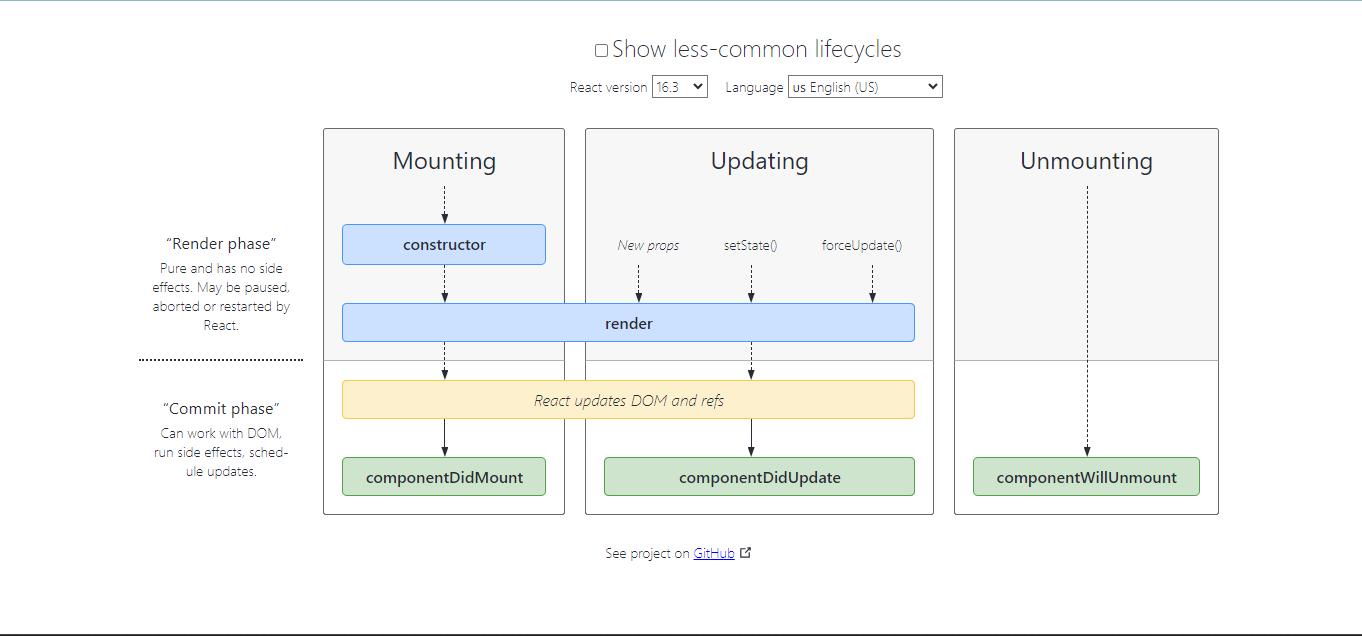 Show less-common lifecycles
React version 16.3 Language us English (US)
Mounting
Updating
Unmounting
“Render phase”
Pure and has no side
effects. May be paused,
aborted or restarted by
React.
constructor
New props
setState()
forceUpdate()
render
“Commit phase”
Can work with DOM,
run side effects, sched-
ule updates.
React updates DOM and refs
componentDidMount
componentDidUpdate
componentWillUnmount
See project on GitHub